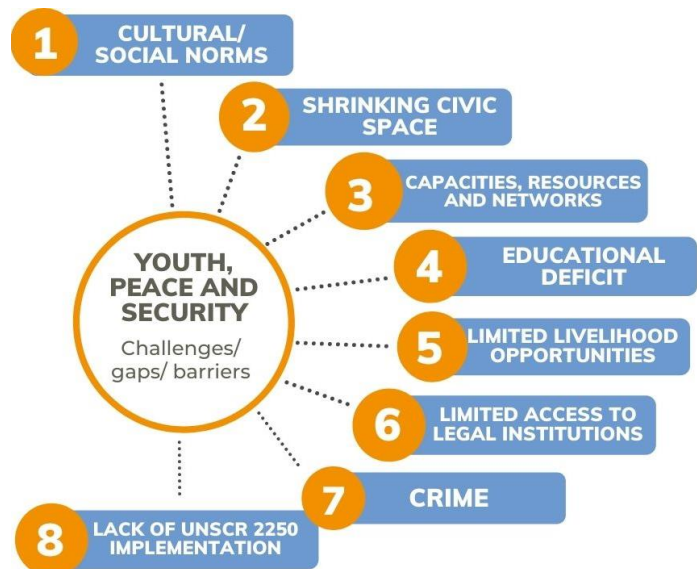 1
CULTURAL/
SOCIAL NORMS
2
SHRINKING CIVIC
SPACE
3
CAPACITIES, RESOURCES
AND NETWORKS
4
EDUCATIONAL
DEFICIT
YOUTH,
PEACE AND
SECURITY
Challenges/
gaps/ barriers
5
LIMITED LIVELIHOOD
OPPORTUNITIES
6
LIMITED ACCESS TO
LEGAL INSTITUTIONS
7
CRIME
8
LACK OF UNSCR 2250
IMPLEMENTATION